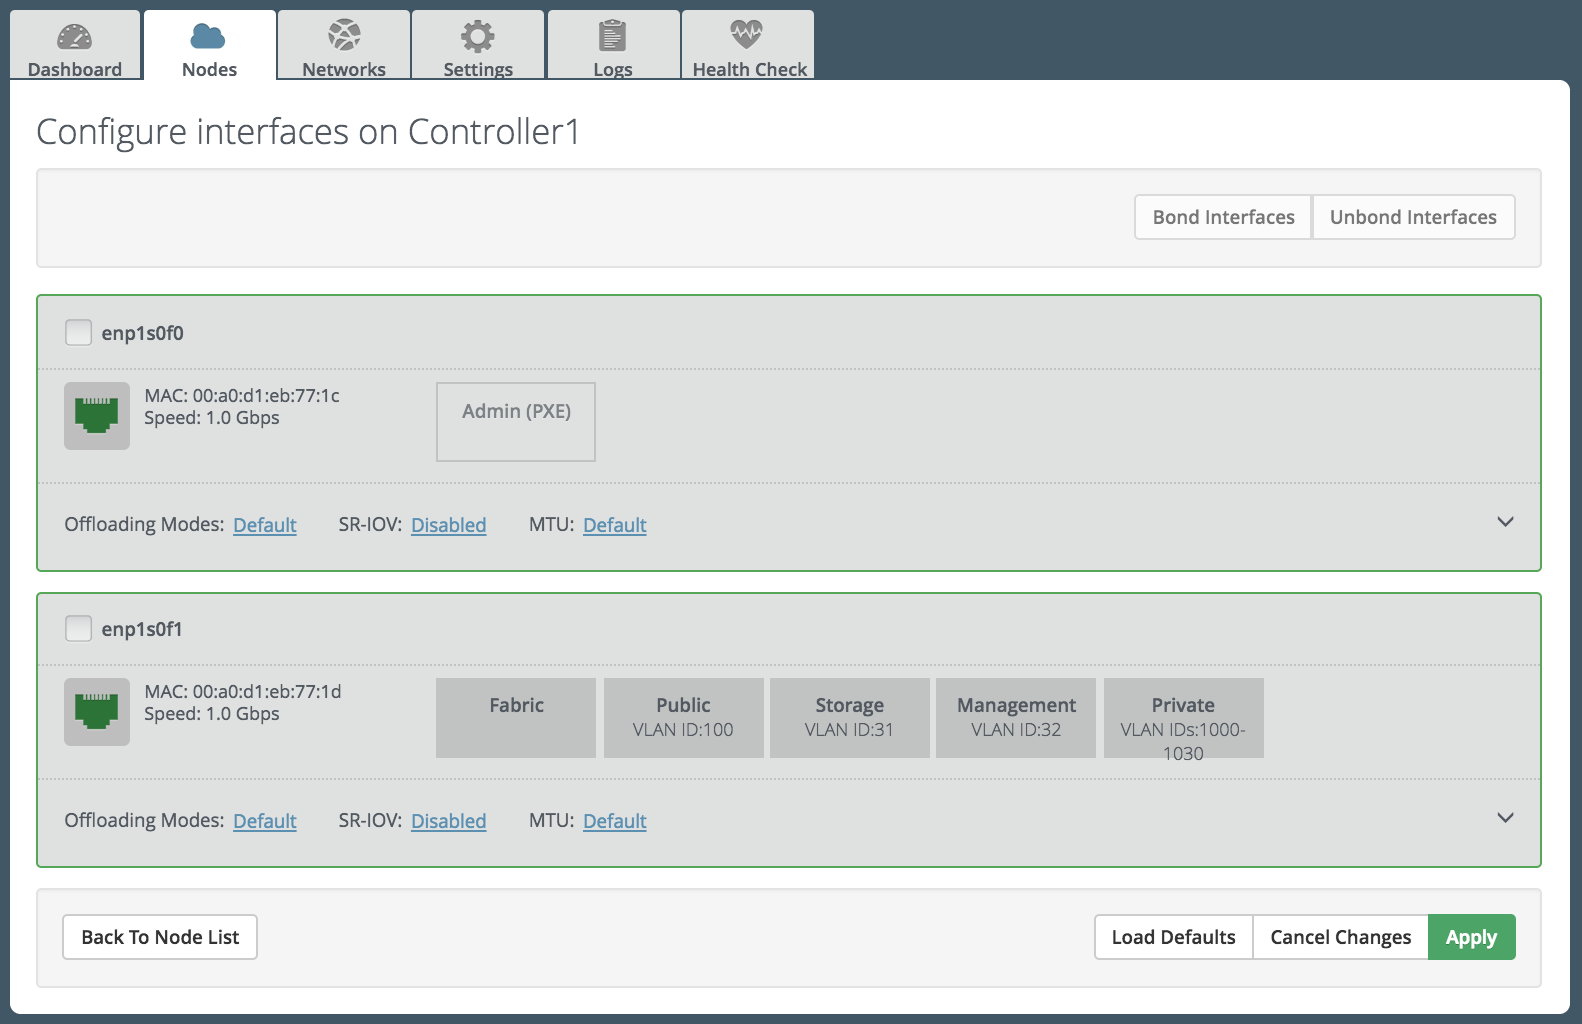 Dashboard
Nodes
Networks
Settings
Logs
Health Check
Configure interfaces on Controller1
Bond Interfaces
Unbond Interfaces
enp1s0f0
MAC: 00:a0:d1:eb:77:1c
Speed: 1.0 Gbps
Admin (PXE)
Offloading Modes: Default
SR-IOV: Disabled
MTU: Default
enp1s0f1
MAC: 00:a0:d1:eb:77:1d
Speed: 1.0 Gbps
Fabric
Public
VLAN ID:100
Storage
VLAN ID:31
Management
VLAN ID:32
Private
VLAN IDs:1000-
1030
Offloading Modes: Default
SR-IOV: Disabled
MTU: Default
Back To Node List
Load Defaults
Cancel Changes
Apply